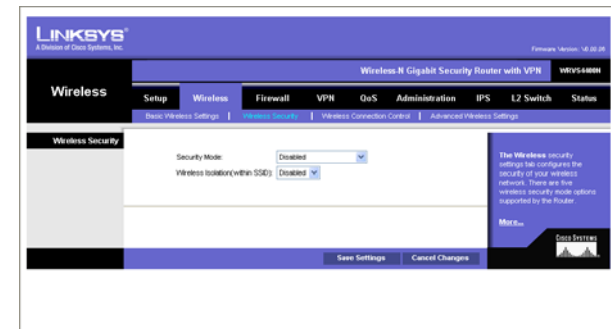 LINKSYS®
A Division of Cisco Systems, Inc.
Firmware Version:
Wireless-N Gigabit Security Router with VPN WRVS4400N
Wireless
Setup Wireless Firewall VPN QoS Administration IPS L2 Switch Status
Basic Wireless Settings | Wireless Security | Wireless Connection Control | Advanced Wireless Settings
Wireless Security
Security Mode: Disabled
Wireless Isolation(within SSID): Disabled
The Wireless security
settings tab configures the
security of your wireless
network. There are five
wireless security mode options
supported by the Router.
More...
CISCO SYSTEMS
Save Settings Cancel Changes